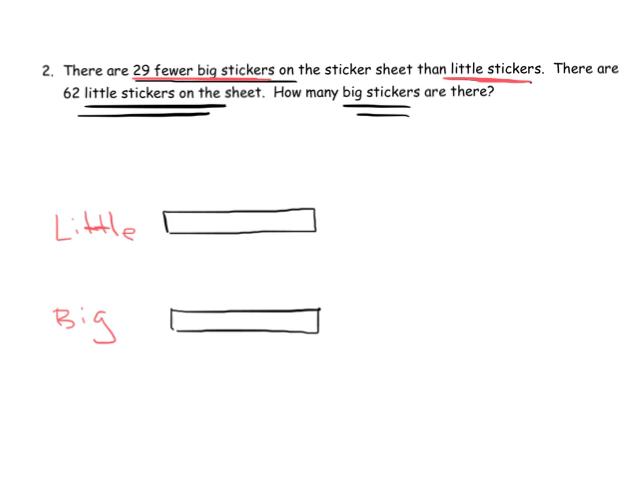 2. There are 29 fewer big stickers on the sticker sheet than little stickers. There are
62 little stickers on the sheet. How many big stickers are there?
Little
Big